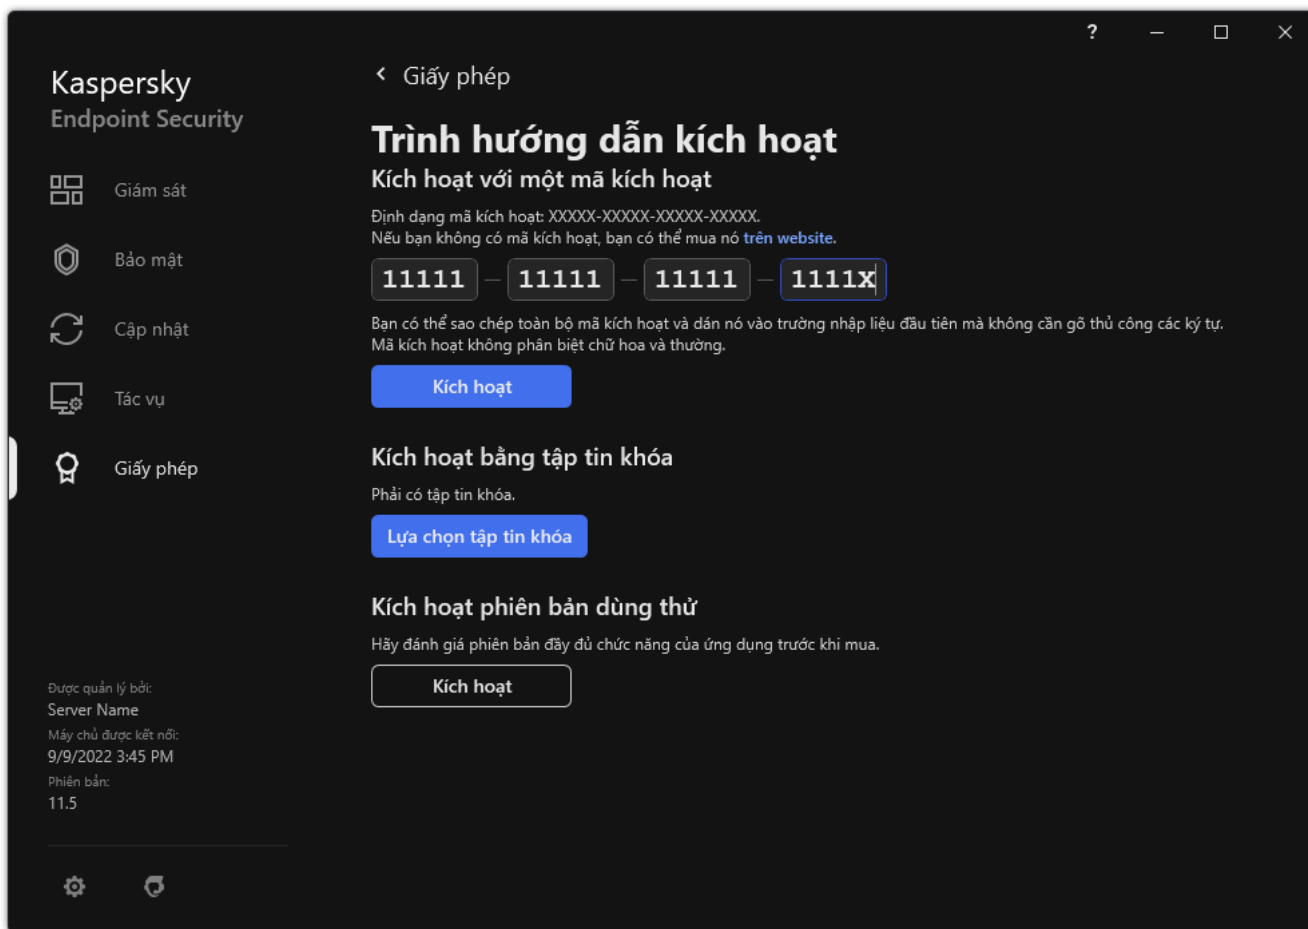 ?
Kaspersky
Endpoint Security
Giám sát
Bảo mật
Cập nhật
Tác vụ
Giấy phép
Được quản lý bởi:
Server Name
Máy chủ được kết nối:
9/9/2022 3:45 PM
Phiên bản:
11.5
Giấy phép
Trình hướng dẫn kích hoạt
Kích hoạt với một mã kích hoạt
Định dạng mã kích hoạt: XXXXX-XXXXX-XXXXX-XXXXX.
Nếu bạn không có mã kích hoạt, bạn có thể mua nó trên website.
11111 — 11111 — 11111 — 1111X
Bạn có thể sao chép toàn bộ mã kích hoạt và dán nó vào trường nhập liệu đầu tiên mà không cần gõ thủ công các ký tự.
Mã kích hoạt không phân biệt chữ hoa và thường.
Kích hoạt
Kích hoạt bằng tập tin khóa
Phải có tập tin khóa.
Lựa chọn tập tin khóa
Kích hoạt phiên bản dùng thử
Hãy đánh giá phiên bản đầy đủ chức năng của ứng dụng trước khi mua.
Kích hoạt